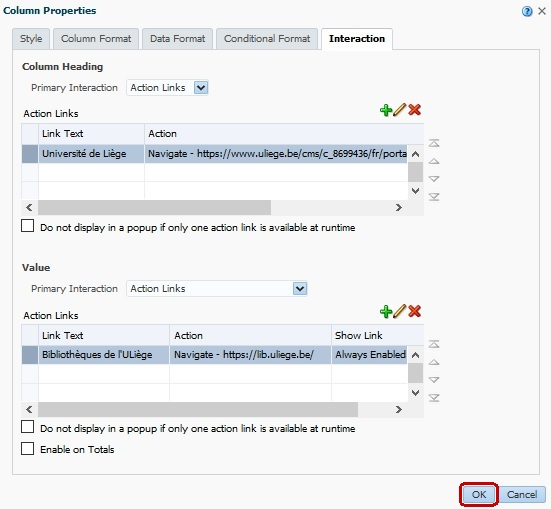 Column Properties
Style Column Format Data Format Conditional Format Interaction
Column Heading
Primary Interaction Action Links
Action Links
Link Text Action
Université de Liège Navigate - https://www.uliege.be/cms/c_8699436/fr/porta
Do not display in a popup if only one action link is available at runtime
Value
Primary Interaction Action Links
Action Links
Link Text Action Show Link
Bibliothèques de l'ULiège Navigate - https://lib.uliege.be/ Always Enabled
Do not display in a popup if only one action link is available at runtime
Enable on Totals
OK Cancel